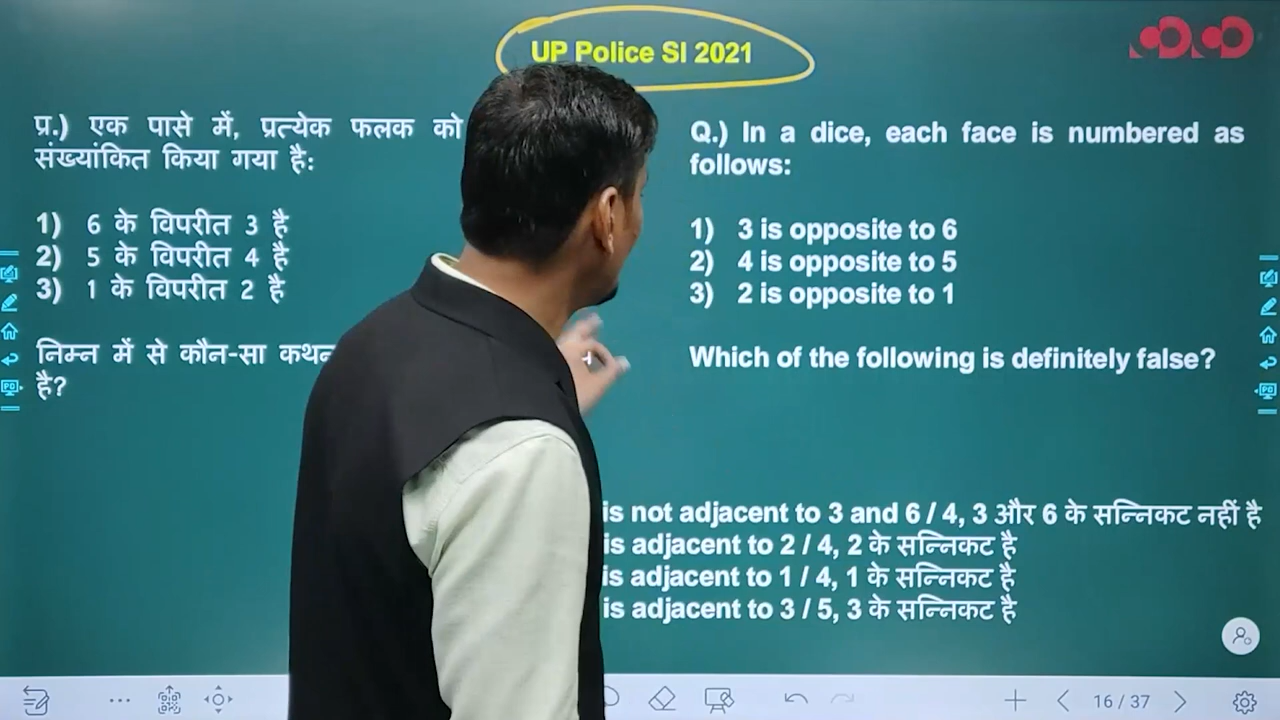 UP Police SI 2021
प्र.) एक पासे में, प्रत्येक फलक को
संख्यांकित किया गया है:
1) 6 के विपरीत 3 है
2) 5 के विपरीत 4 है
3) 1 के विपरीत 2 है
निम्न में से कौन-सा कथन
है?
Q.) In a dice, each face is numbered as
follows:
1) 3 is opposite to 6
2) 4 is opposite to 5
3) 2 is opposite to 1
Which of the following is definitely false?
is not adjacent to 3 and 6 / 4, 3 और 6 के सन्निकट नहीं है
is adjacent to 2 / 4, 2 के सन्निकट है
is adjacent to 1 / 4, 1 के सन्निकट है
is adjacent to 3 / 5, 3 के सन्निकट है
16 / 37